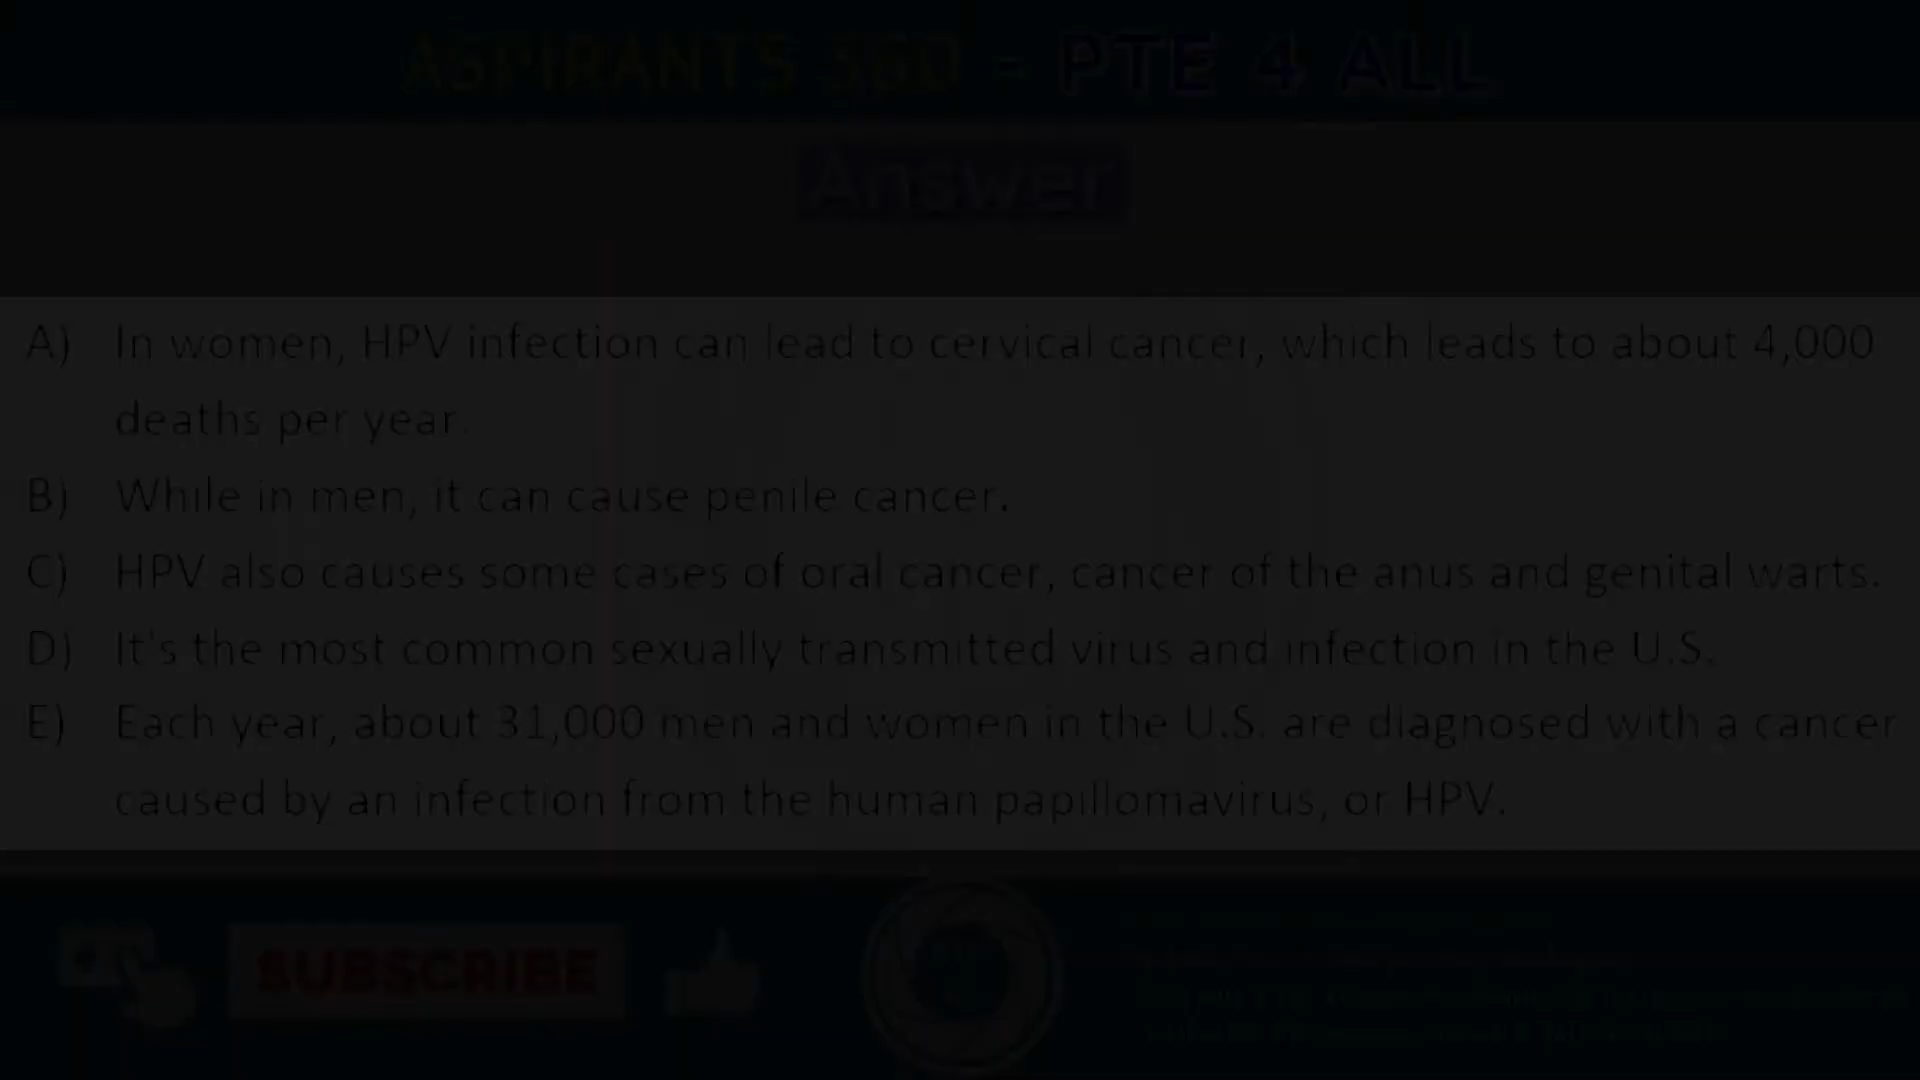 ASPIRANTS 360 - PTE 4 ALL
Answer
A) In women, HPV infection can lead to cervical cancer, which leads to about 4,000
deaths per year.
B) While in men, it can cause penile cancer.
C) HPV also causes some cases of oral cancer, cancer of the anus and genital warts.
D) It's the most common sexually transmitted virus and infection in the U.S.
E) Each year, about 31,000 men and women in the U.S. are diagnosed with a cancer
caused by an infection from the human papillomavirus, or HPV.
SUBSCRIBE